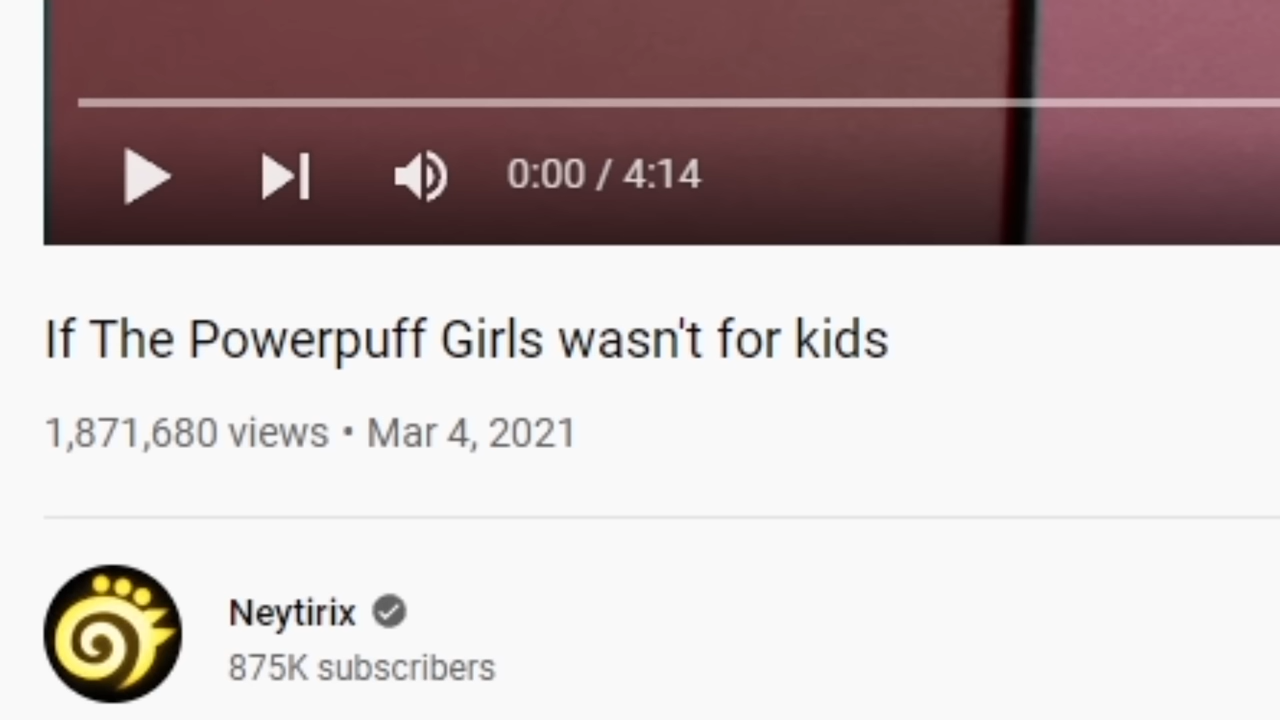 0:00 / 4:14
If The Powerpuff Girls wasn't for kids
1,871,680 views • Mar 4, 2021
Neytirix
875K subscribers